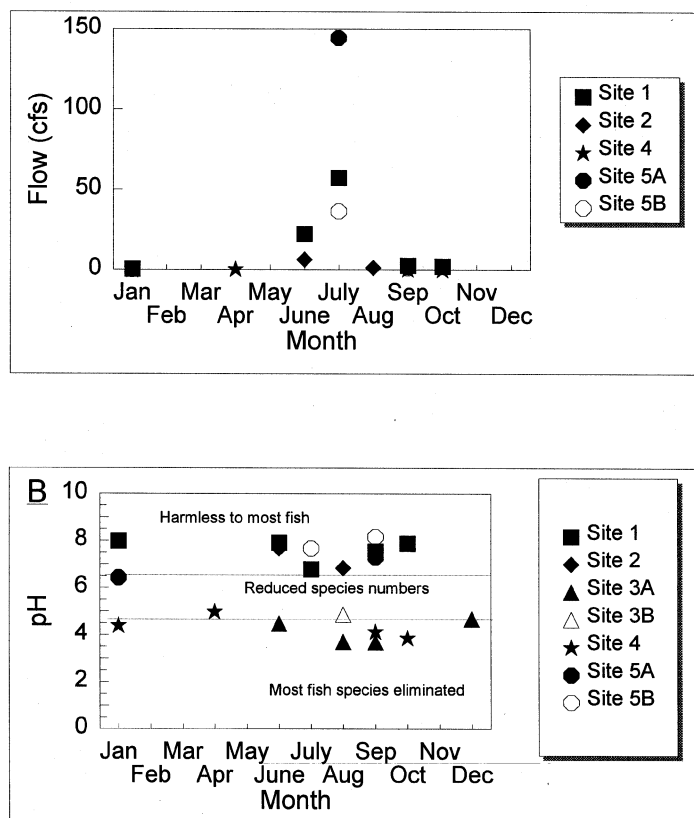 150
100
50
0
Flow (cfs)
Jan Mar May July Sep Nov
Feb Apr June Aug Oct Dec
Month
Site 1
Site 2
Site 4
Site 5A
Site 5B
B
10
8
6
4
2
0
pH
Harmless to most fish
Reduced species numbers
Most fish species eliminated
Jan Mar May July Sep Nov
Feb Apr June Aug Oct Dec
Month
Site 1
Site 2
Site 3A
Site 3B
Site 4
Site 5A
Site 5B